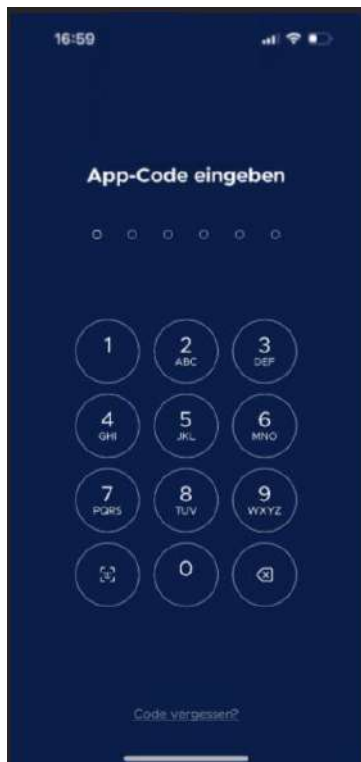 16:59
App-Code eingeben
1 2 3
ABC DEF
4 5 6
GHI JKL MNO
7 8 9
PQRS TUV WXYZ
0
Code vergessen?